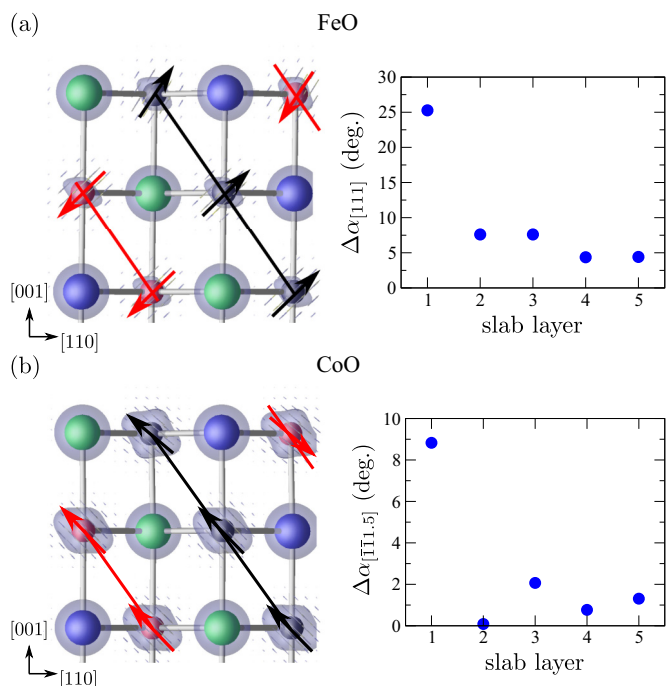 (a)
FeO
[001]
[110]
30
25
20
15
10
5
0
Δα[111] (deg.)
1 2 3 4 5
slab layer
(b)
CoO
[001]
[110]
10
8
6
4
2
0
Δα[1̅1̅1.5] (deg.)
1 2 3 4 5
slab layer